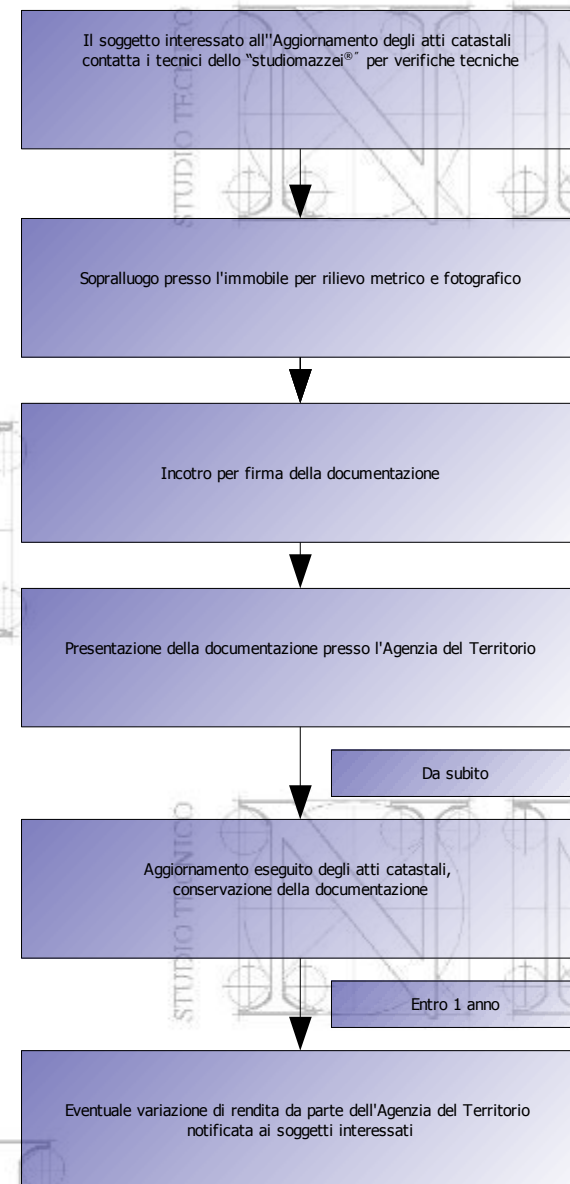 Il soggetto interessato all''Aggiornamento degli atti catastali
contatta i tecnici dello “studiomazzei®˝ per verifiche tecniche
STUDIO TECNICO
Sopralluogo presso l'immobile per rilievo metrico e fotografico
Incotro per firma della documentazione
Presentazione della documentazione presso l'Agenzia del Territorio
Da subito
Aggiornamento eseguito degli atti catastali,
conservazione della documentazione
STUDIO TECNICO
Entro 1 anno
Eventuale variazione di rendita da parte dell'Agenzia del Territorio
notificata ai soggetti interessati